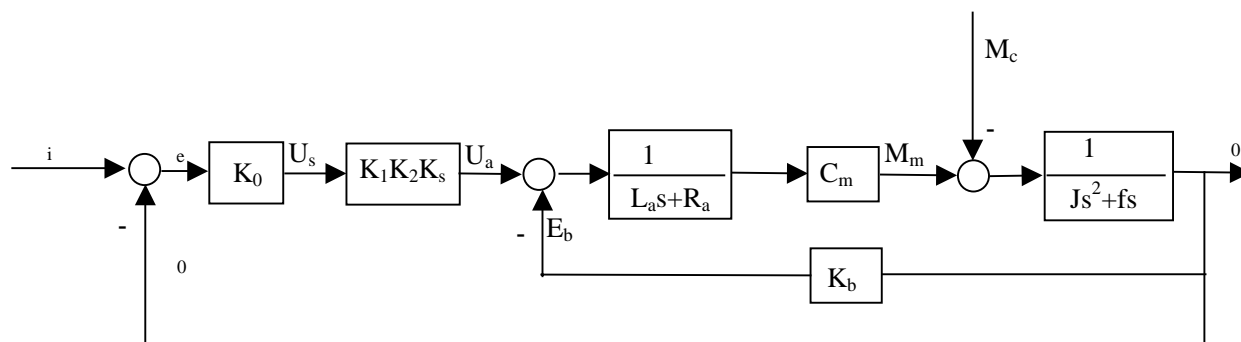 M_c
i
-
e
K_0
U_s
K_1K_2K_s
U_a
-
E_b
1
L_as+R_a
C_m
M_m
-
1
Js^2+fs
0
0
K_b